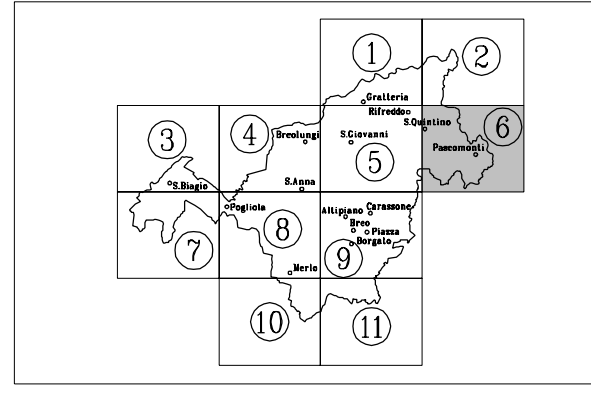 1
2
Gratteria
Rifreddo
3
4
Breolungi
S.Giovanni
S.Quintino
6
Pascomonti
5
S.Biagio
S.Anna
Pogliola
8
Altipiano
Carassone
Breo
Piazza
Borgato
7
9
Merlo
10
11